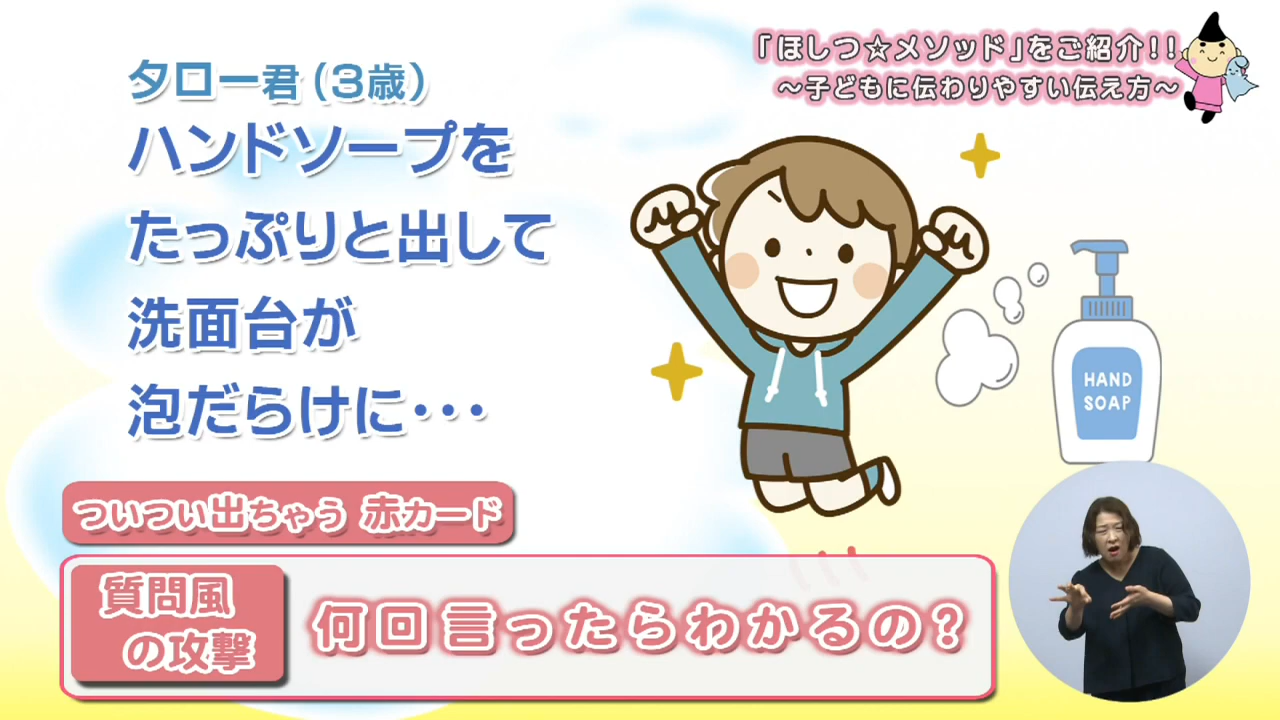 「ほしつ☆メソッド」をご紹介!!
～子どもに伝わりやすい伝え方～
タロー君(3歳)
ハンドソープを
たっぷりと出して
洗面台が
泡だらけに・・・
HAND
SOAP
ついつい出ちゃう 赤カード
質問風
の攻撃
何回言ったらわかるの?